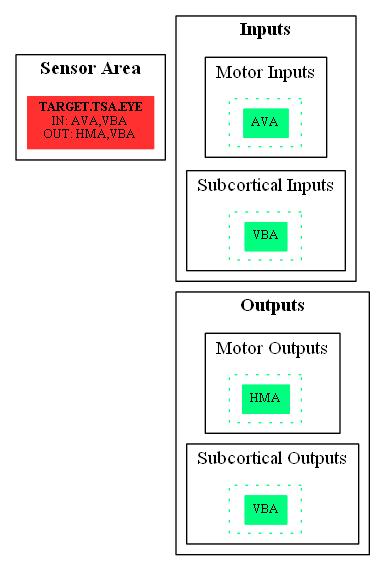 Sensor Area
TARGET.TSA.EYE
IN: AVA,VBA
OUT: HMA,VBA
Inputs
Motor Inputs
AVA
Subcortical Inputs
VBA
Outputs
Motor Outputs
HMA
Subcortical Outputs
VBA